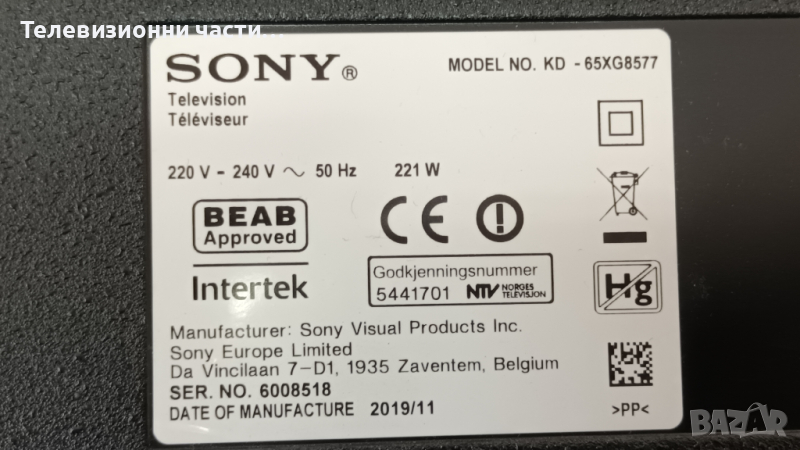 Телевизионни части...
SONY®
MODEL NO. KD - 65XG8577
Television
Téléviseur
220 V - 240 V ~ 50 Hz 221 W
BEAB
Approved
CE
Intertek
Godkjenningsnummer
5441701 NTV NORGES
TELEVISJON
Hg
Manufacturer: Sony Visual Products Inc.
Sony Europe Limited
Da Vincilaan 7-D1, 1935 Zaventem, Belgium
SER. NO. 6008518
DATE OF MANUFACTURE 2019/11
>PP<
BAZAR